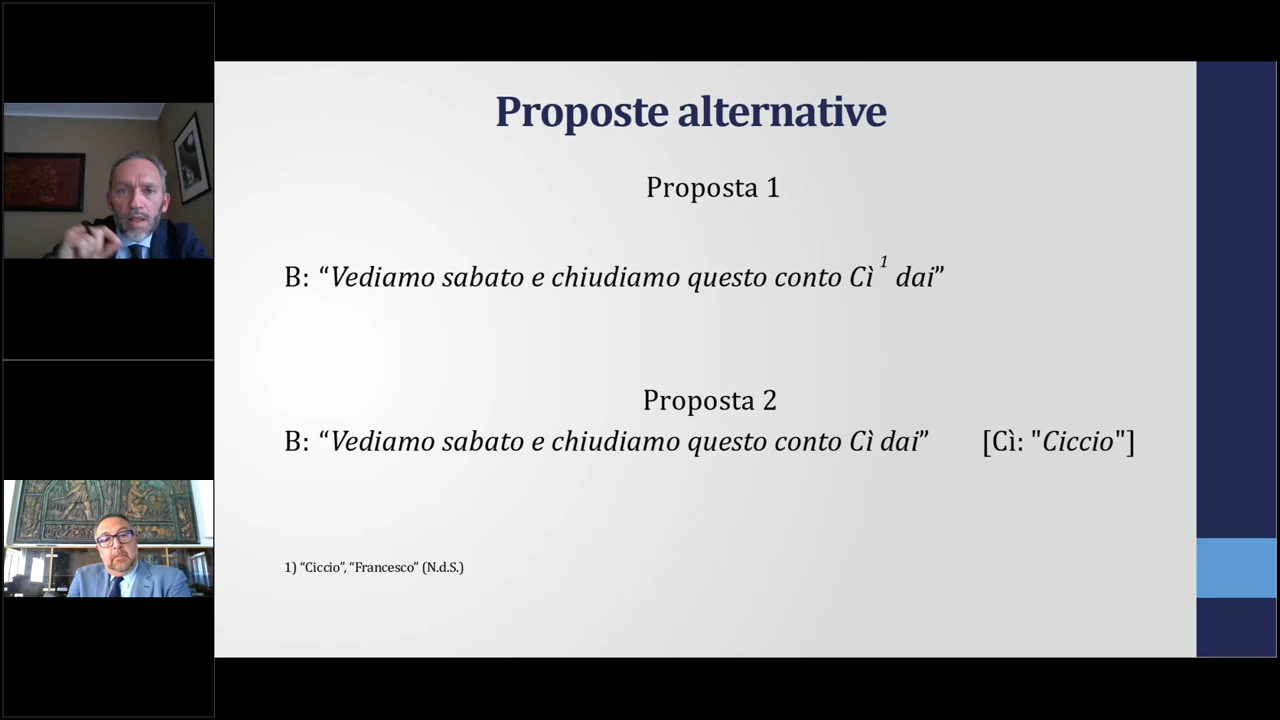 Proposte alternative
Proposta 1
B: “Vediamo sabato e chiudiamo questo conto Cì 1 dai”
Proposta 2
B: “Vediamo sabato e chiudiamo questo conto Cì dai” [Cì: "Ciccio"]
1) “Ciccio”, “Francesco” (N.d.S.)